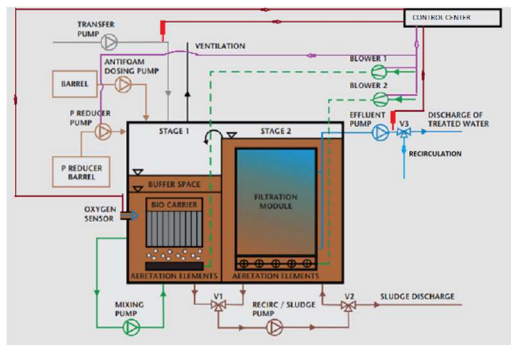 CONTROL CENTER
TRANSFER
PUMP
VENTILATION
ANTIFOAM
DOSING PUMP
BARREL
BLOWER 1
BLOWER 2
P REDUCER
PUMP
P REDUCER
BARREL
STAGE 1
STAGE 2
EFFLUENT
PUMP
V3
DISCHARGE OF
TREATED WATER
RECIRCULATION
BUFFER SPACE
BIO CARRIER
FILTRATION
MODULE
OXYGEN
SENSOR
AERETATION ELEMENTS
AERETATION ELEMENTS
MIXING
PUMP
V1
RECIRC / SLUDGE
PUMP
V2
SLUDGE DISCHARGE